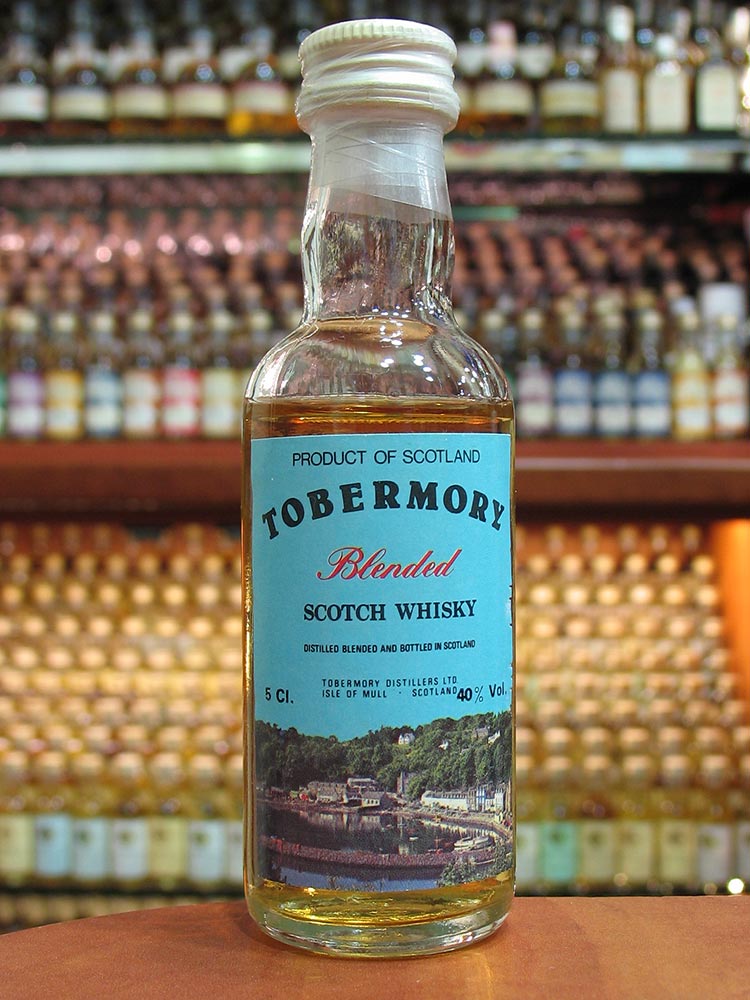 PRODUCT OF SCOTLAND
TOBERMORY
Blended
SCOTCH WHISKY
DISTILLED BLENDED AND BOTTLED IN SCOTLAND
TOBERMORY DISTILLERS LTD.
5 Cl. ISLE OF MULL · SCOTLAND 40% Vol.